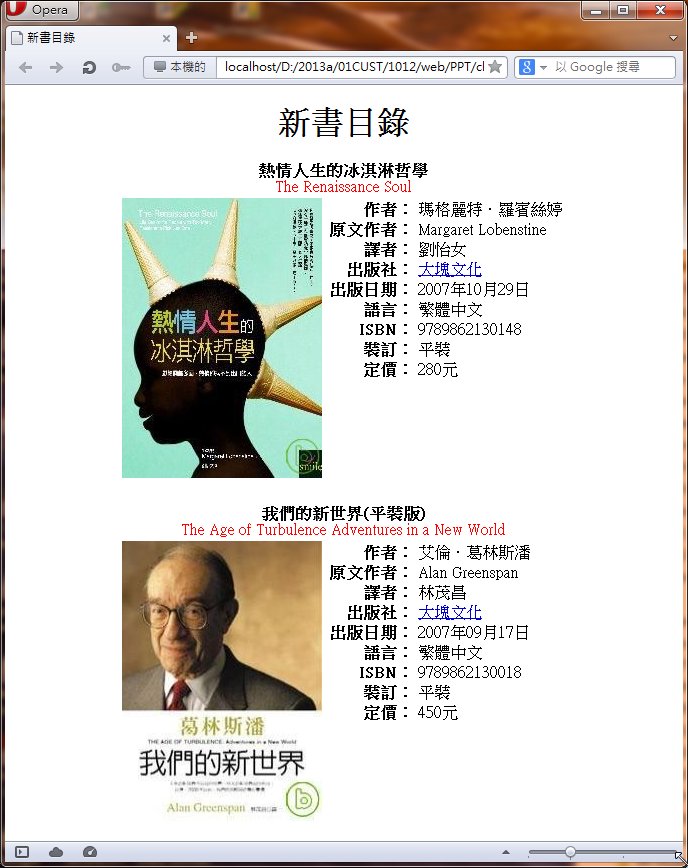 Opera
新書目錄
本機的
localhost/D:/2013a/01CUST/1012/web/PPT/cl
以 Google 搜尋
新書目錄
熱情人生的冰淇淋哲學
The Renaissance Soul
The Renaissance Soul
熱情人生的
冰淇淋哲學
Margaret Lobenstine
smile
作者： 瑪格麗特．羅賓絲婷
原文作者： Margaret Lobenstine
譯者： 劉怡女
出版社： 大塊文化
出版日期： 2007年10月29日
語言： 繁體中文
ISBN： 9789862130148
裝訂： 平裝
定價： 280元
我們的新世界(平裝版)
The Age of Turbulence Adventures in a New World
葛林斯潘
THE AGE OF TURBULENCE: Adventures in a New World
我們的新世界
Alan Greenspan
作者： 艾倫．葛林斯潘
原文作者： Alan Greenspan
譯者： 林茂昌
出版社： 大塊文化
出版日期： 2007年09月17日
語言： 繁體中文
ISBN： 9789862130018
裝訂： 平裝
定價： 450元